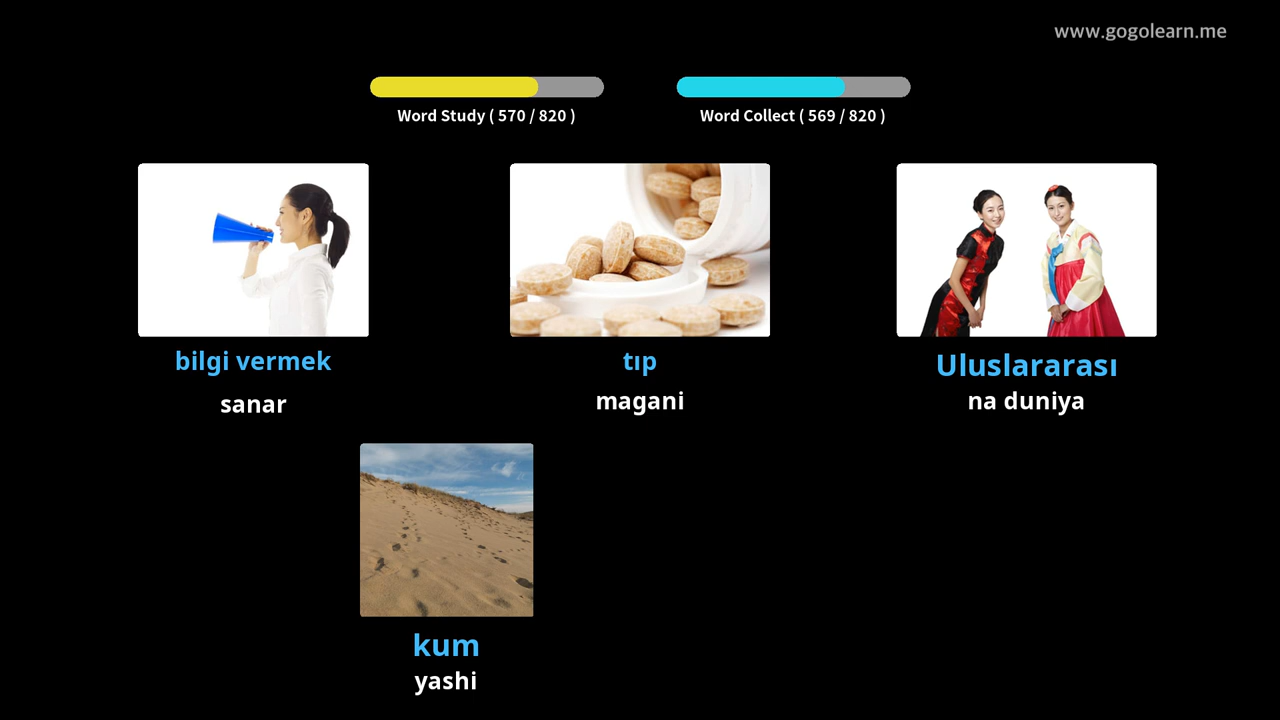 www.gogolearn.me
Word Study ( 570 / 820 )
Word Collect ( 569 / 820 )
bilgi vermek
sanar
tıp
magani
Uluslararası
na duniya
kum
yashi